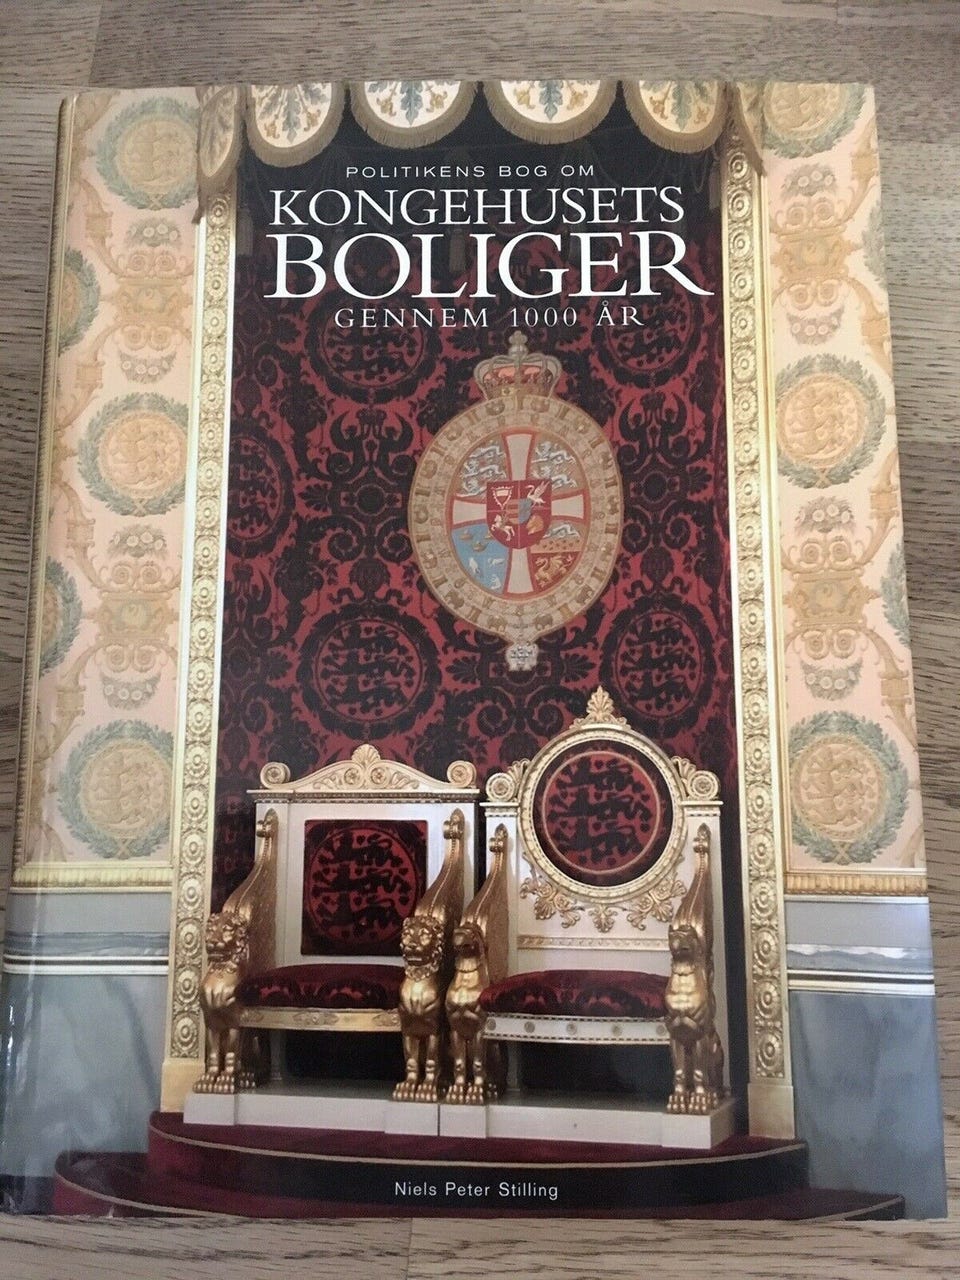 POLITIKENS BOG OM
KONGEHUSETS
BOLIGER
GENNEM 1000 ÅR
Niels Peter Stilling